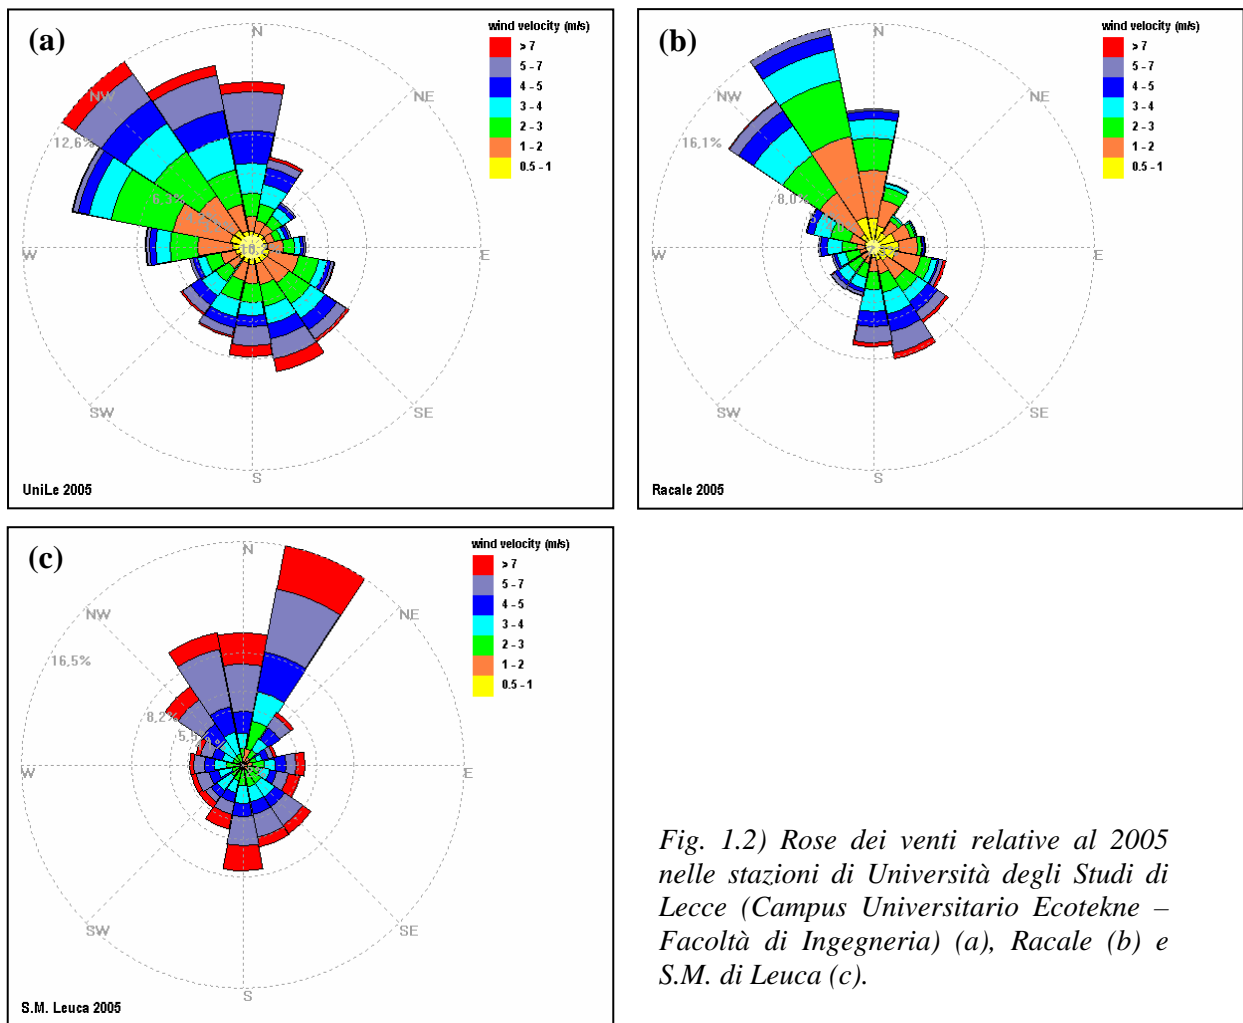 (a)
wind velocity (m/s)
> 7
5 - 7
4 - 5
3 - 4
2 - 3
1 - 2
0.5 - 1
N
NE
E
SE
S
SW
W
NW
12,6%
6,3%
UniLe 2005
(b)
wind velocity (m/s)
> 7
5 - 7
4 - 5
3 - 4
2 - 3
1 - 2
0.5 - 1
N
NE
E
SE
S
SW
W
NW
16,1%
8,0%
Racale 2005
(c)
wind velocity (m/s)
> 7
5 - 7
4 - 5
3 - 4
2 - 3
1 - 2
0.5 - 1
N
NE
E
SE
S
SW
W
NW
16,5%
8,2%
S.M. Leuca 2005
Fig. 1.2) Rose dei venti relative al 2005
nelle stazioni di Università degli Studi di
Lecce (Campus Universitario Ecotekne –
Facoltà di Ingegneria) (a), Racale (b) e
S.M. di Leuca (c).